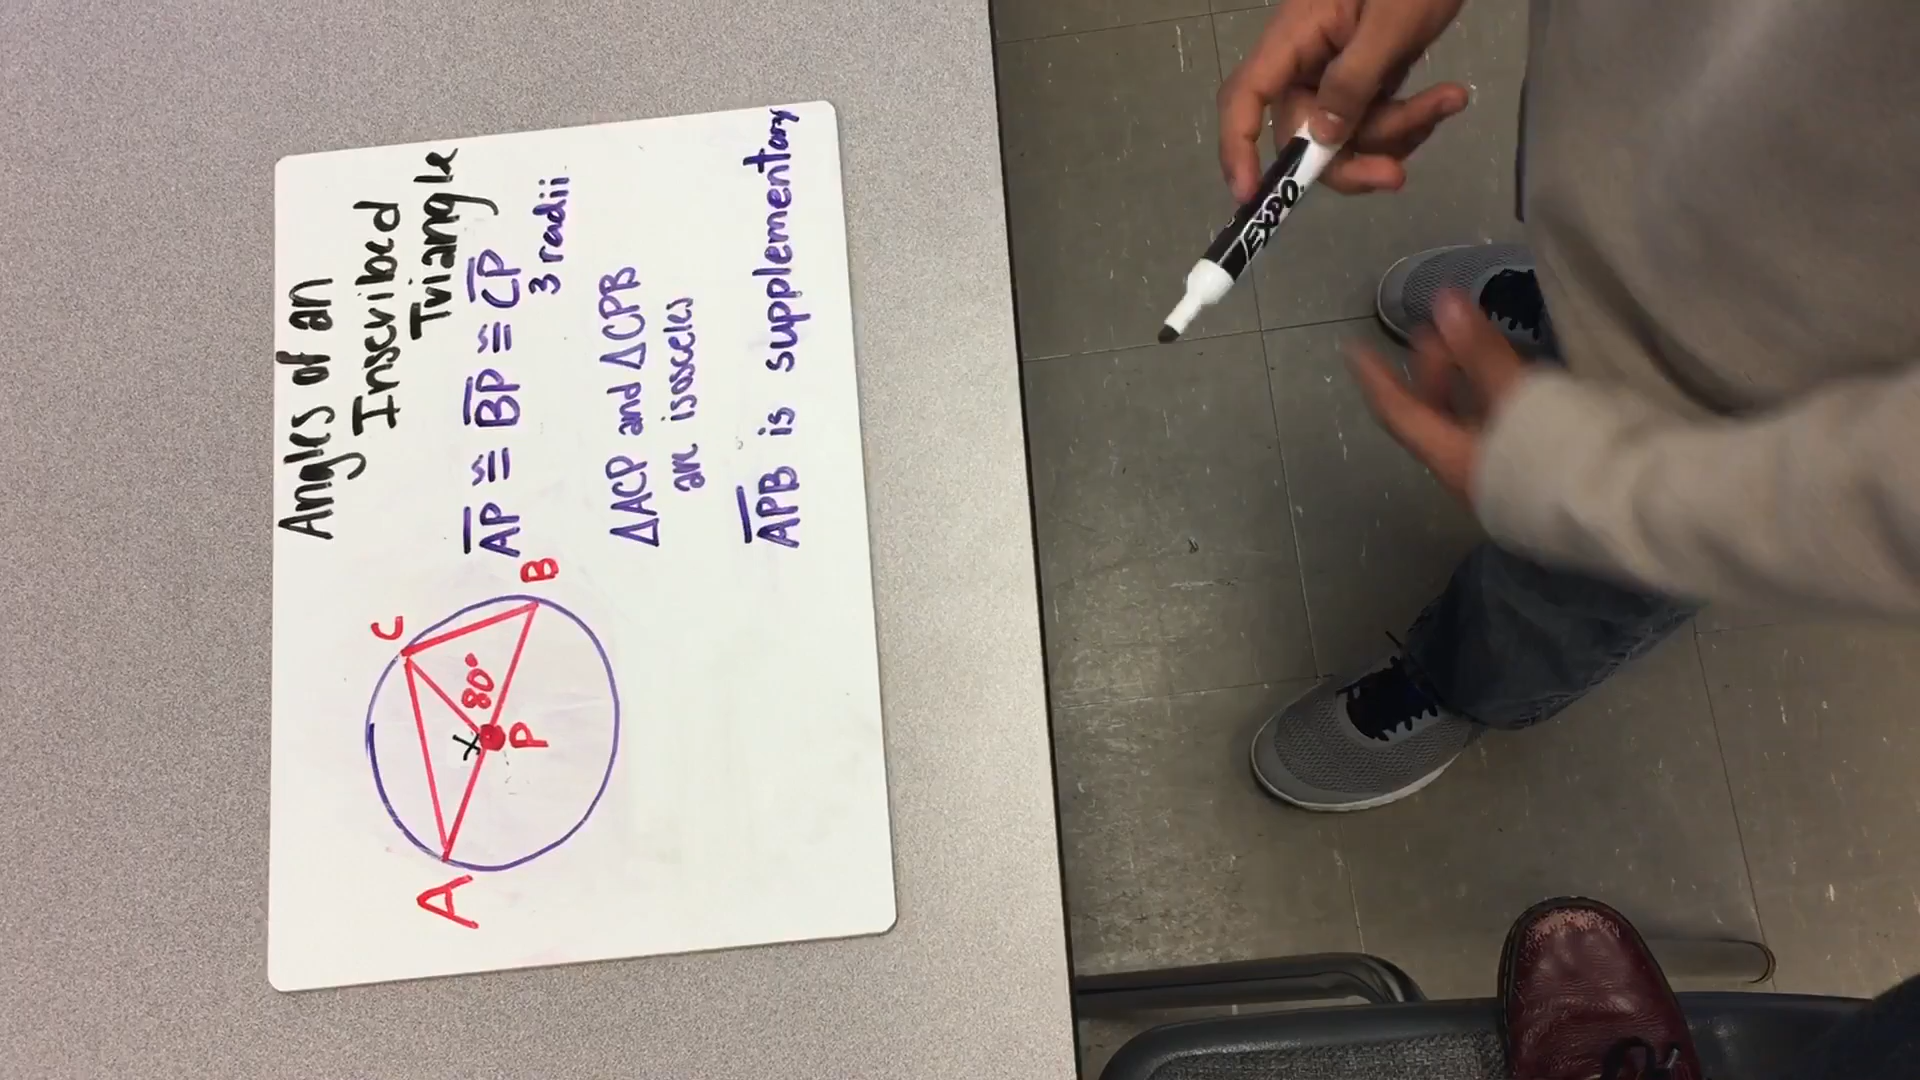 Angles of an
Inscribed
Triangle
AP ≅ BP ≅ CP
3 radii
ΔACP and ΔCPB
are isosceles
APB is supplementary
A
C
B
P
x
80°
EXPO